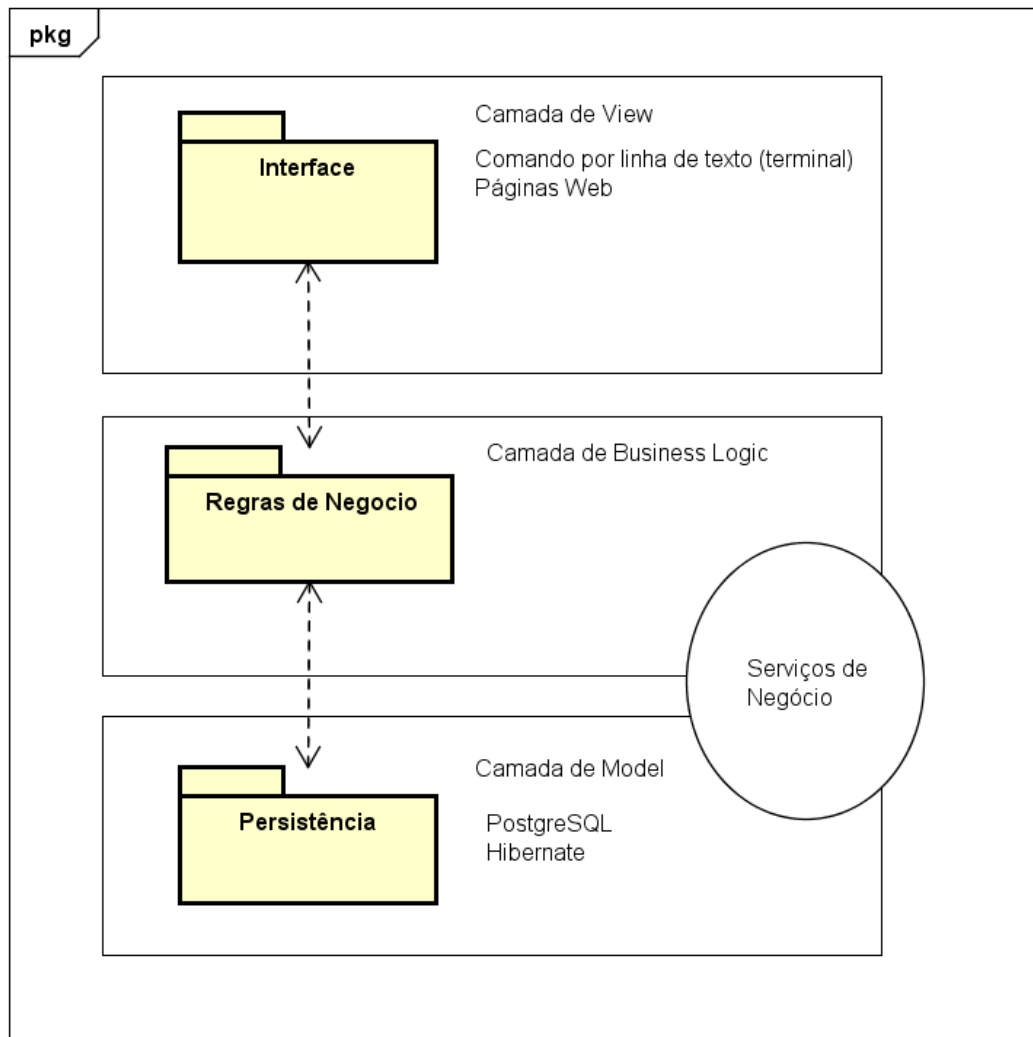 pkg
Interface
Camada de View
Comando por linha de texto (terminal)
Páginas Web
Regras de Negocio
Camada de Business Logic
Serviços de
Negócio
Persistência
Camada de Model
PostgreSQL
Hibernate